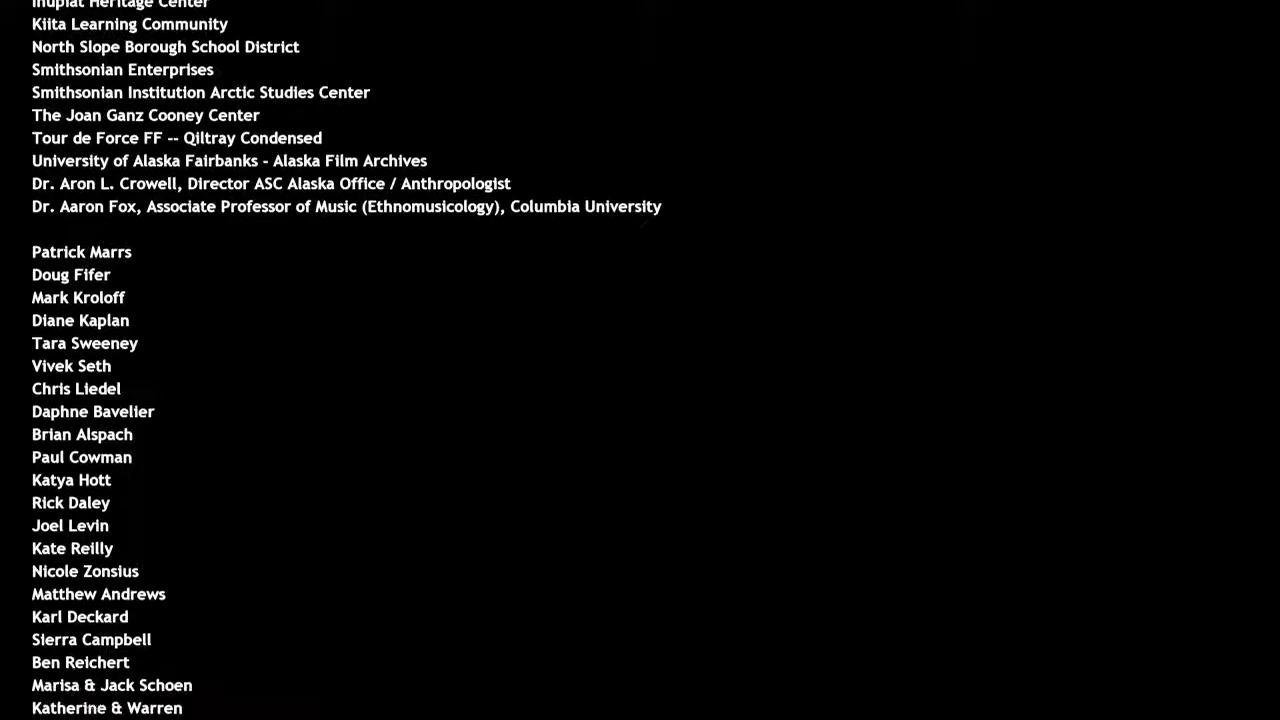 Inupiat Heritage Center
Kiita Learning Community
North Slope Borough School District
Smithsonian Enterprises
Smithsonian Institution Arctic Studies Center
The Joan Ganz Cooney Center
Tour de Force FF -- Qiltray Condensed
University of Alaska Fairbanks - Alaska Film Archives
Dr. Aron L. Crowell, Director ASC Alaska Office / Anthropologist
Dr. Aaron Fox, Associate Professor of Music (Ethnomusicology), Columbia University
Patrick Marrs
Doug Fifer
Mark Kroloff
Diane Kaplan
Tara Sweeney
Vivek Seth
Chris Liedel
Daphne Bavelier
Brian Alspach
Paul Cowman
Katya Hott
Rick Daley
Joel Levin
Kate Reilly
Nicole Zonsius
Matthew Andrews
Karl Deckard
Sierra Campbell
Ben Reichert
Marisa & Jack Schoen
Katherine & Warren